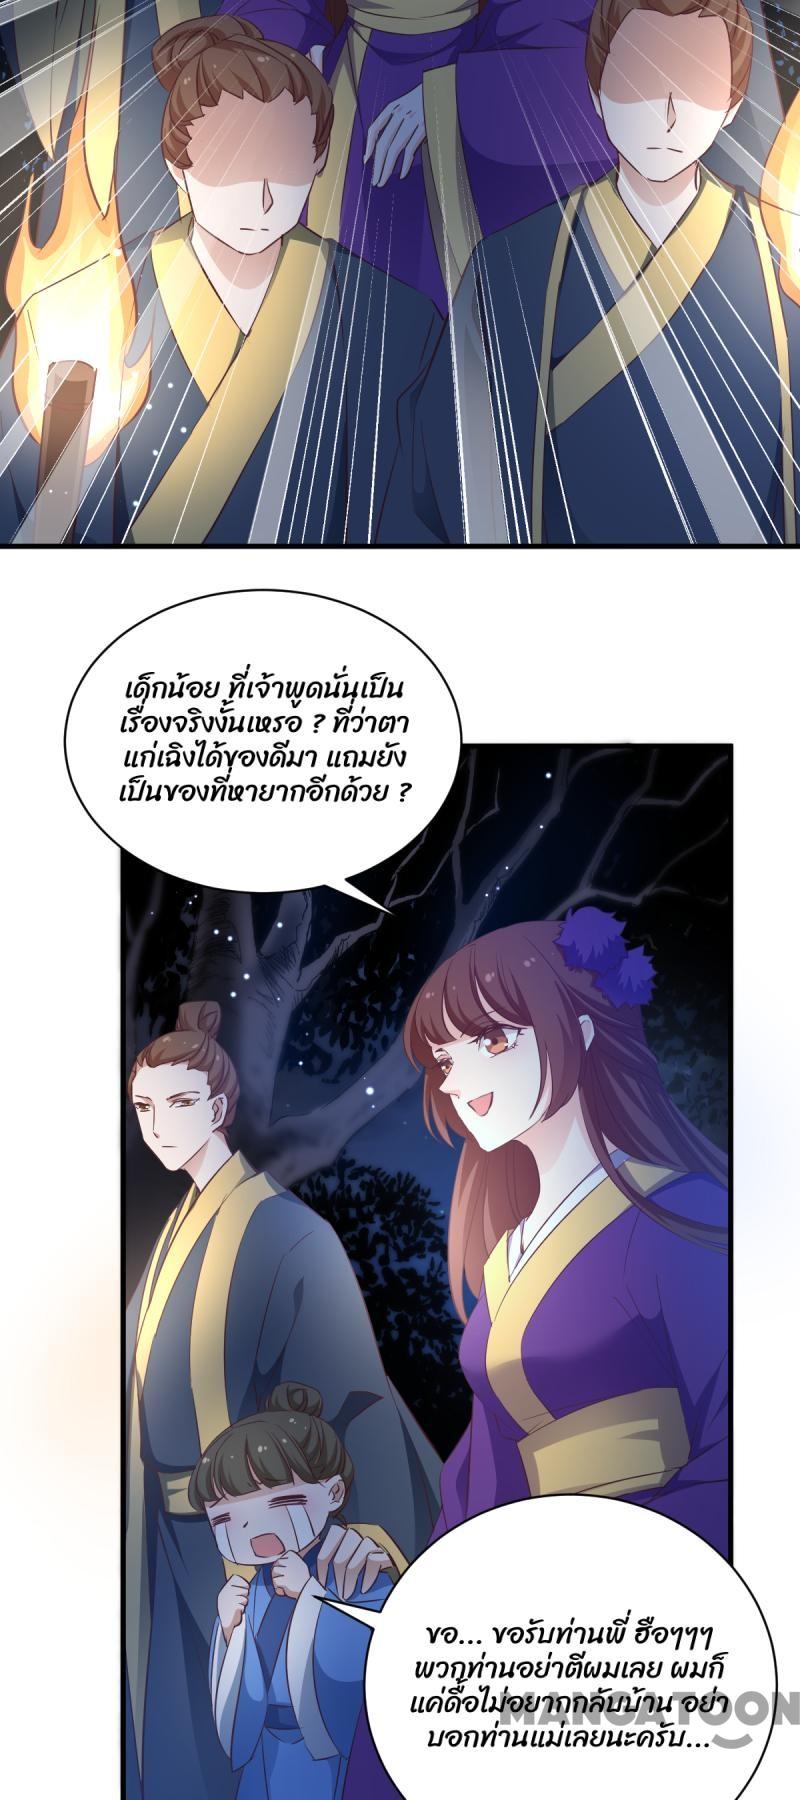 เด็กน้อย ที่เจ้าพูดนั่นเป็น
เรื่องจริงงั้นเหรอ ? ที่ว่าตา
แก่เฉิงได้ของดีมา แถมยัง
เป็นของที่หายากอีกด้วย ?
ขอ... ขอรับท่านพี่ ฮือๆๆๆ
พวกท่านอย่าตีผมเลย ผมก็
แค่ดื้อไม่อยากกลับบ้าน อย่า
บอกท่านแม่เลยนะครับ...
MANGATOON